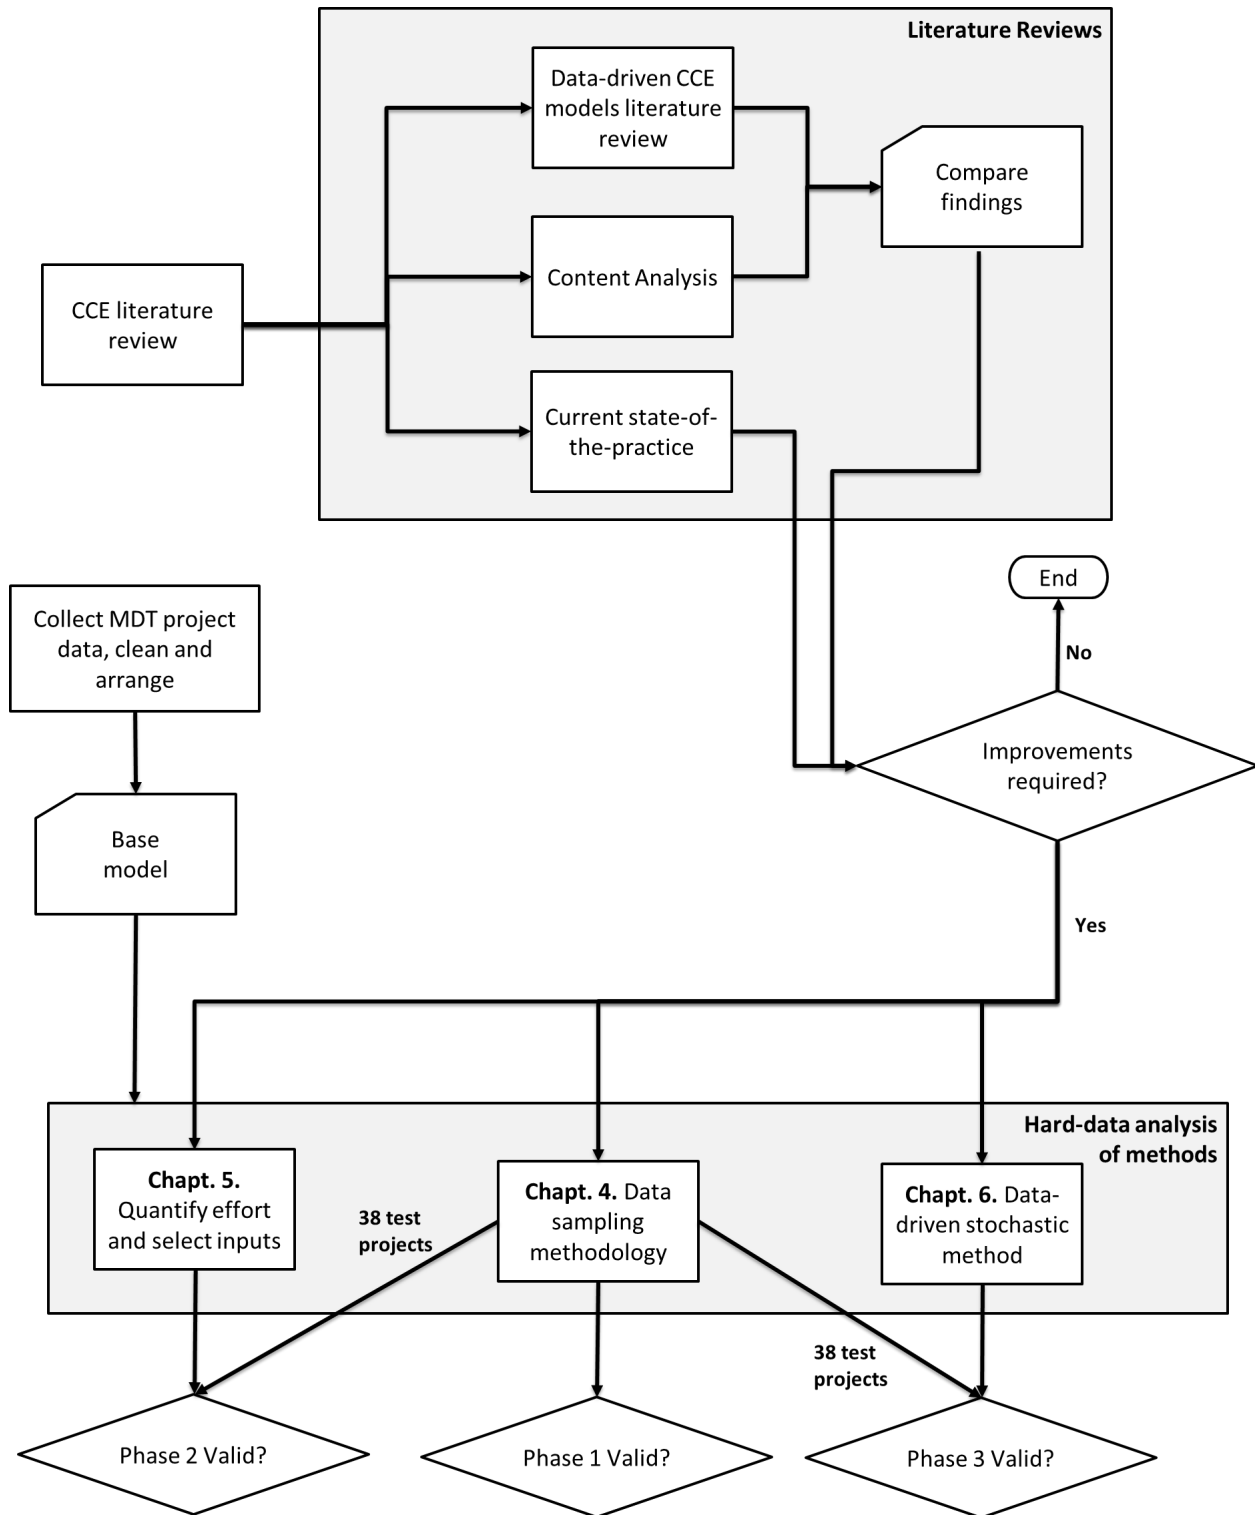 Literature Reviews
Data-driven CCE
models literature
review
Compare
findings
Content Analysis
CCE literature
review
Current state-of-
the-practice
End
Collect MDT project
data, clean and
arrange
No
Improvements
required?
Base
model
Yes
Hard-data analysis
of methods
Chapt. 5.
Quantify effort
and select inputs
38 test
projects
Chapt. 4. Data
sampling
methodology
Chapt. 6. Data-
driven stochastic
method
38 test
projects
Phase 2 Valid?
Phase 1 Valid?
Phase 3 Valid?